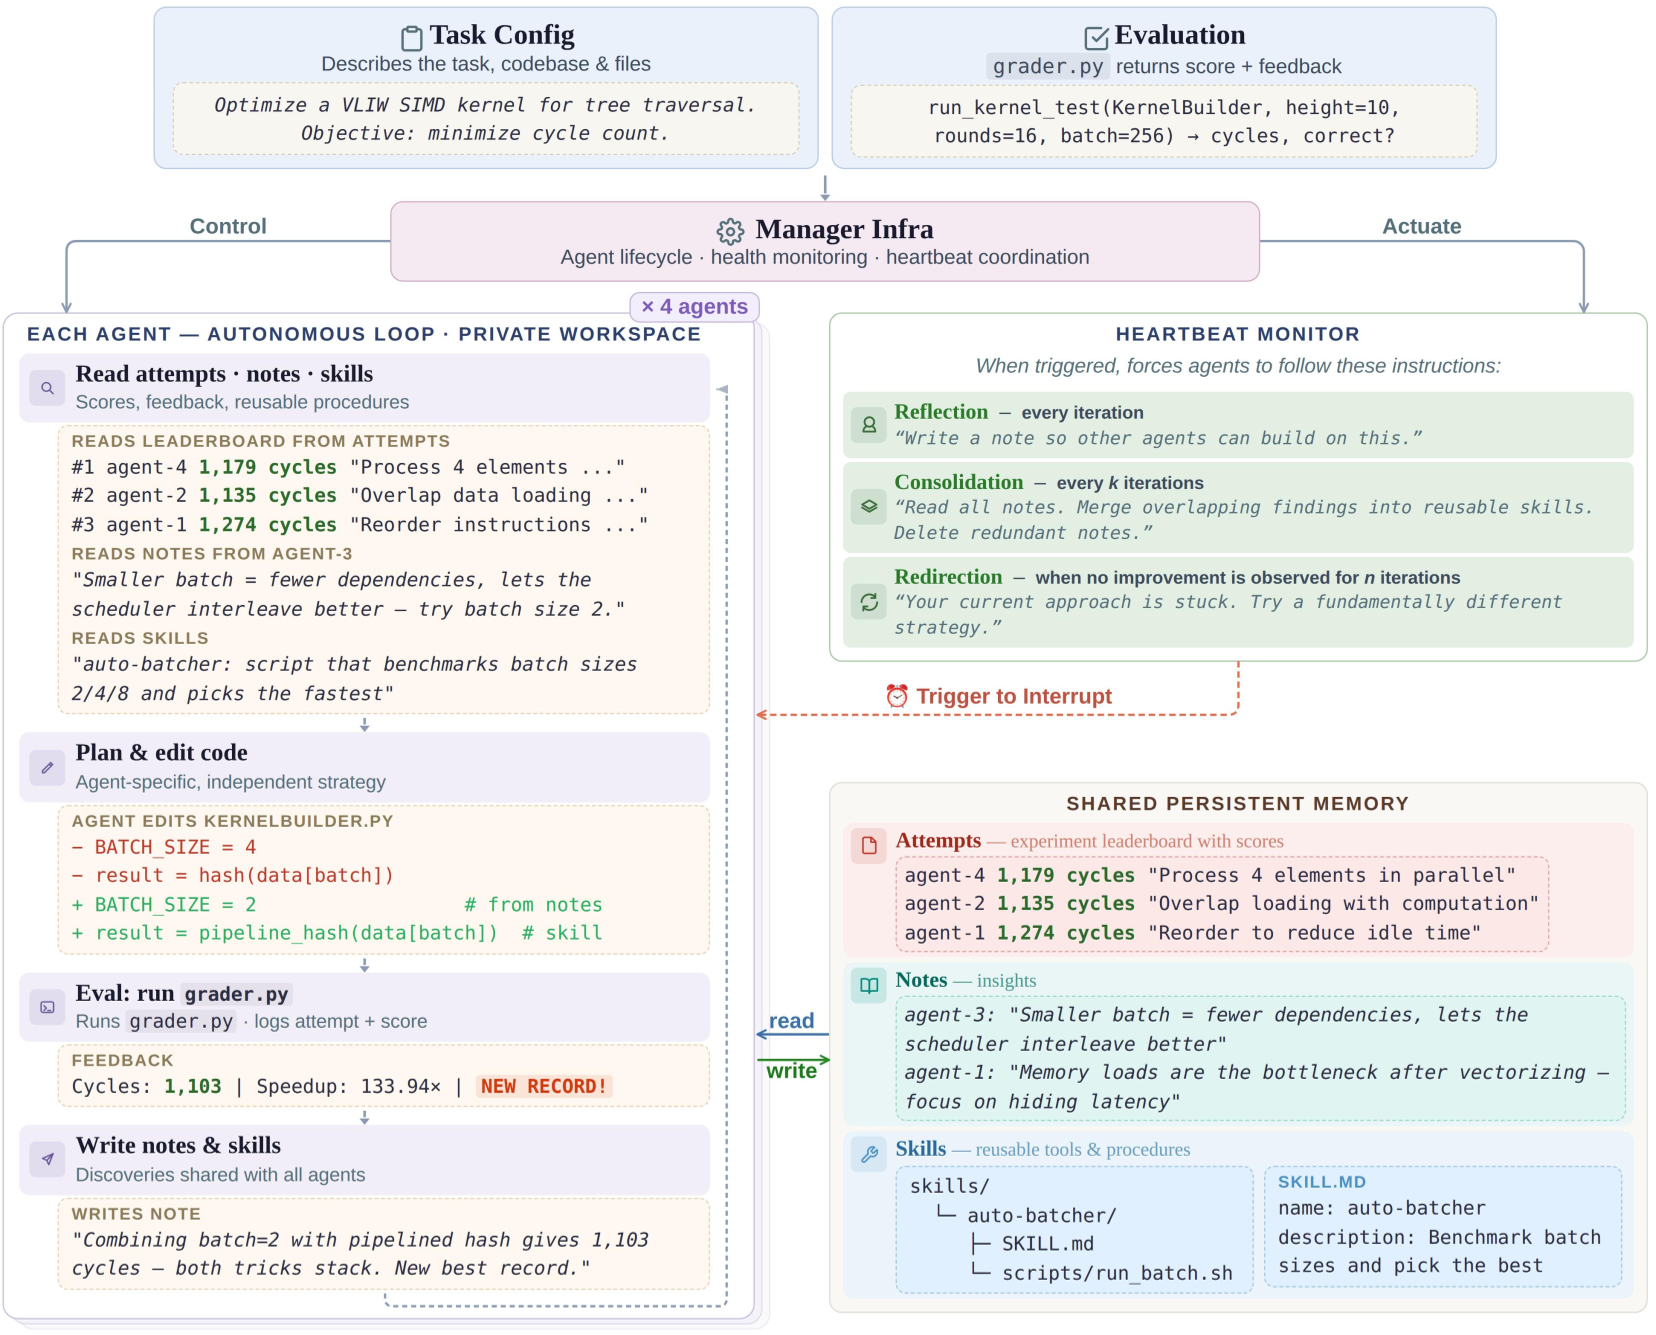 Task Config
Describes the task, codebase & files
Optimize a VLIW SIMD kernel for tree traversal.
Objective: minimize cycle count.
Evaluation
grader.py returns score + feedback
run_kernel_test(KernelBuilder, height=10,
rounds=16, batch=256) → cycles, correct?
Control
Manager Infra
Agent lifecycle · health monitoring · heartbeat coordination
Actuate
× 4 agents
EACH AGENT — AUTONOMOUS LOOP · PRIVATE WORKSPACE
Read attempts · notes · skills
Scores, feedback, reusable procedures
READS LEADERBOARD FROM ATTEMPTS
#1 agent-4 1,179 cycles "Process 4 elements ..."
#2 agent-2 1,135 cycles "Overlap data loading ..."
#3 agent-1 1,274 cycles "Reorder instructions ..."
READS NOTES FROM AGENT-3
"Smaller batch = fewer dependencies, lets the
scheduler interleave better — try batch size 2."
READS SKILLS
"auto-batcher: script that benchmarks batch sizes
2/4/8 and picks the fastest"
Plan & edit code
Agent-specific, independent strategy
AGENT EDITS KERNELBUILDER.PY
− BATCH_SIZE = 4
− result = hash(data[batch])
+ BATCH_SIZE = 2 # from notes
+ result = pipeline_hash(data[batch]) # skill
Eval: run grader.py
Runs grader.py · logs attempt + score
FEEDBACK
Cycles: 1,103 | Speedup: 133.94× | NEW RECORD!
Write notes & skills
Discoveries shared with all agents
WRITES NOTE
"Combining batch=2 with pipelined hash gives 1,103
cycles — both tricks stack. New best record."
HEARTBEAT MONITOR
When triggered, forces agents to follow these instructions:
Reflection — every iteration
“Write a note so other agents can build on this.”
Consolidation — every k iterations
“Read all notes. Merge overlapping findings into reusable skills.
Delete redundant notes.”
Redirection — when no improvement is observed for n iterations
“Your current approach is stuck. Try a fundamentally different
strategy.”
⏰ Trigger to Interrupt
read
write
SHARED PERSISTENT MEMORY
Attempts — experiment leaderboard with scores
agent-4 1,179 cycles "Process 4 elements in parallel"
agent-2 1,135 cycles "Overlap loading with computation"
agent-1 1,274 cycles "Reorder to reduce idle time"
Notes — insights
agent-3: "Smaller batch = fewer dependencies, lets the
scheduler interleave better"
agent-1: "Memory loads are the bottleneck after vectorizing —
focus on hiding latency"
Skills — reusable tools & procedures
skills/
└─ auto-batcher/
├─ SKILL.md
└─ scripts/run_batch.sh
SKILL.MD
name: auto-batcher
description: Benchmark batch
sizes and pick the best